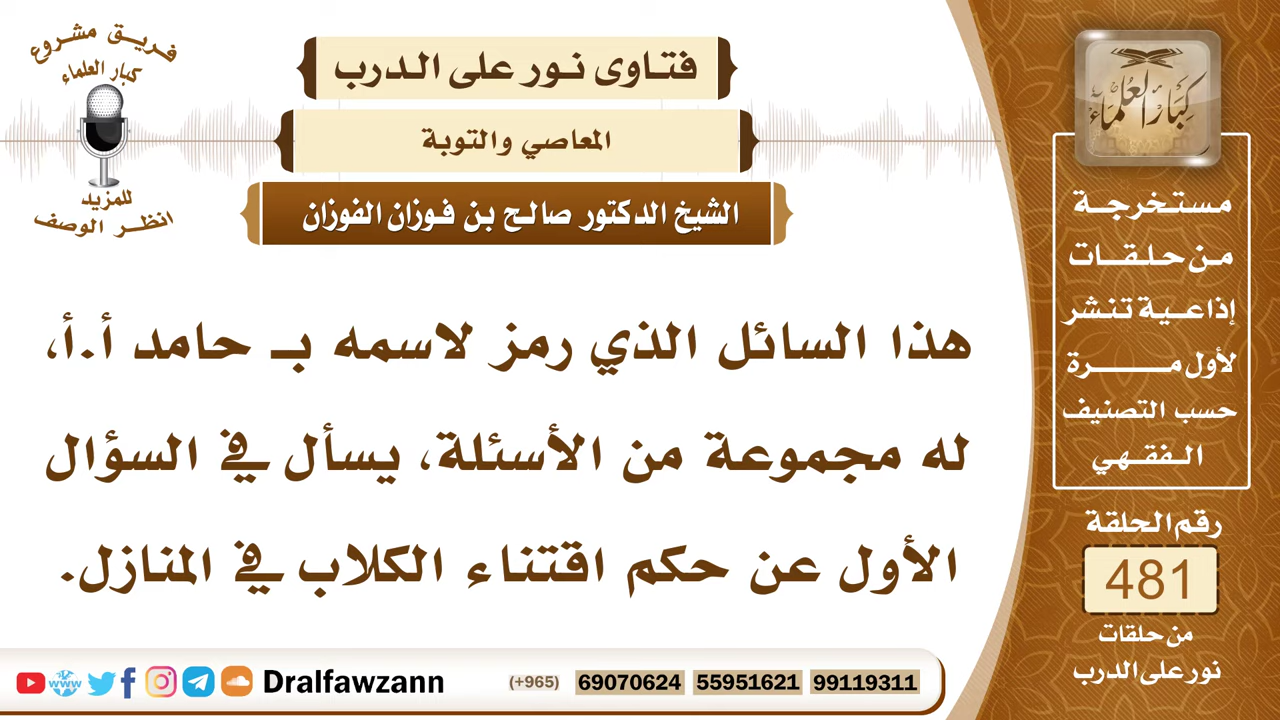 فريق مشروع
كبار العلماء
للمزيد
انظر الوصف
فتاوى نور على الدرب
المعاصي والتوبة
الشيخ الدكتور صالح بن فوزان الفوزان
هذا السائل الذي رمز لاسمه بـ حامد أ.أ،
له مجموعة من الأسئلة، يسأل في السؤال
الأول عن حكم اقتناء الكلاب في المنازل.
كبار العلماء
مستخرجة
من حلقات
إذاعية تنشر
لأول مرة
حسب التصنيف
الفقهي
رقم الحلقة
481
من حلقات
نور على الدرب
www
Dralfawzann
(+965) 69070624 55951621 99119311